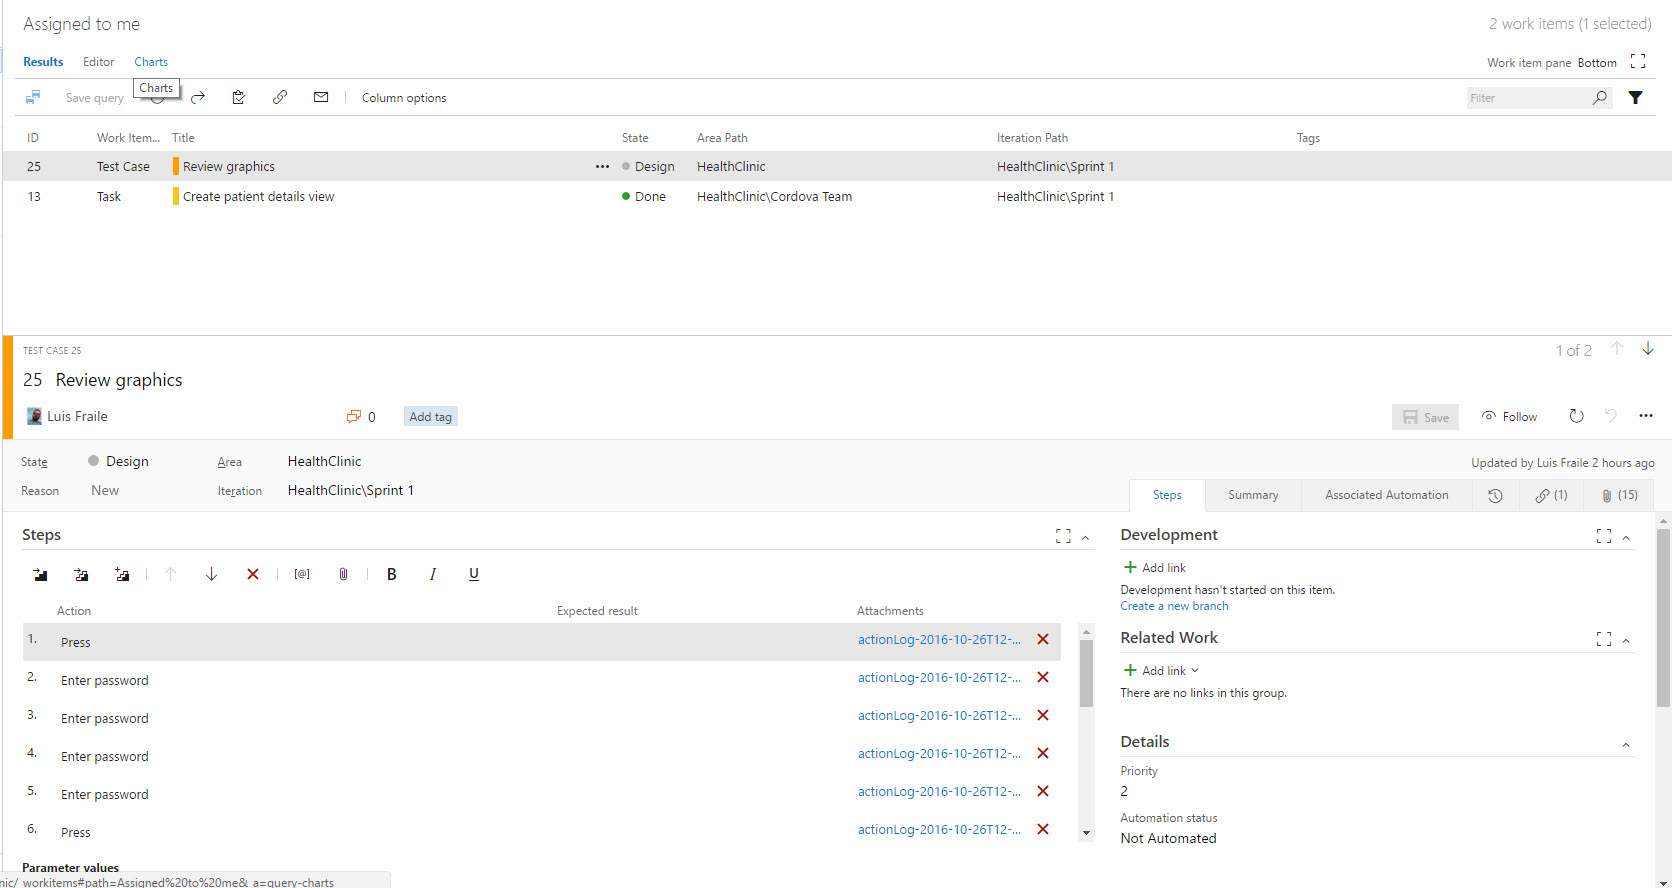 Assigned to me
2 work items (1 selected)
Results Editor Charts
Work item pane Bottom
Charts
Save query
Column options
Filter
ID Work Item... Title State Area Path Iteration Path Tags
25 Test Case Review graphics ... Design HealthClinic HealthClinic\Sprint 1
13 Task Create patient details view Done HealthClinic\Cordova Team HealthClinic\Sprint 1
TEST CASE 25
1 of 2
25 Review graphics
Luis Fraile 0 Add tag
Save Follow ...
State Design Area HealthClinic
Updated by Luis Fraile 2 hours ago
Reason New Iteration HealthClinic\Sprint 1
Steps Summary Associated Automation (1) (15)
Steps
[@] B I U
Action Expected result Attachments
1. Press actionLog-2016-10-26T12-...
2. Enter password actionLog-2016-10-26T12-...
3. Enter password actionLog-2016-10-26T12-...
4. Enter password actionLog-2016-10-26T12-...
5. Enter password actionLog-2016-10-26T12-...
6. Press actionLog-2016-10-26T12-...
Parameter values
Development
Add link
Development hasn't started on this item.
Create a new branch
Related Work
Add link
There are no links in this group.
Details
Priority
2
Automation status
Not Automated
nic/_workitems#path=Assigned%20to%20me&_a=query-charts